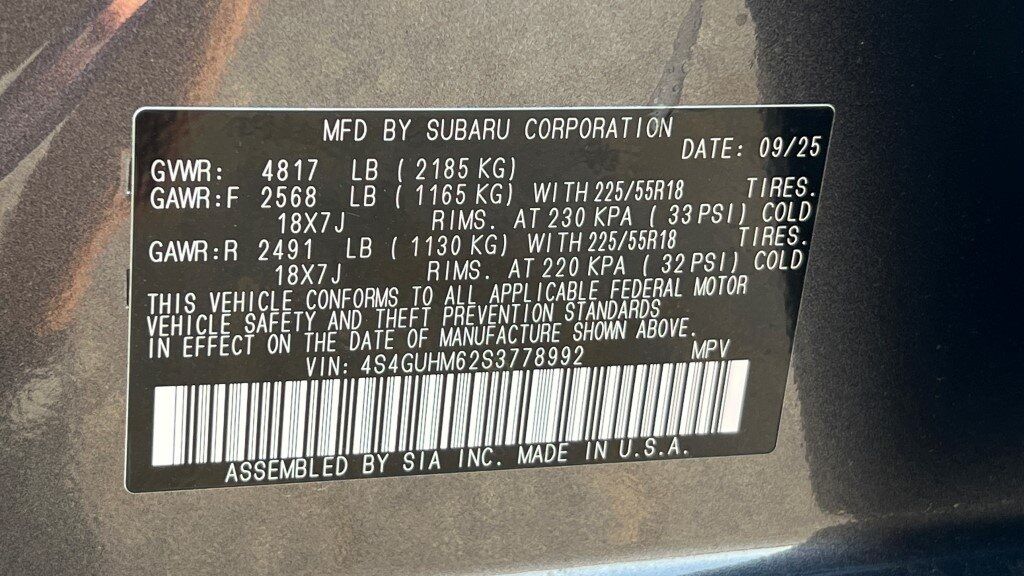 MFD BY SUBARU CORPORATION
DATE: 09/25
GVWR: 4817 LB ( 2185 KG)
GAWR:F 2568 LB ( 1165 KG) WITH 225/55R18 TIRES.
18X7J RIMS. AT 230 KPA ( 33 PSI) COLD
GAWR:R 2491 LB ( 1130 KG) WITH 225/55R18 TIRES.
18X7J RIMS. AT 220 KPA ( 32 PSI) COLD
THIS VEHICLE CONFORMS TO ALL APPLICABLE FEDERAL MOTOR
VEHICLE SAFETY AND THEFT PREVENTION STANDARDS
IN EFFECT ON THE DATE OF MANUFACTURE SHOWN ABOVE.
VIN: 4S4GUHM62S3778992 MPV
ASSEMBLED BY SIA INC. MADE IN U.S.A.